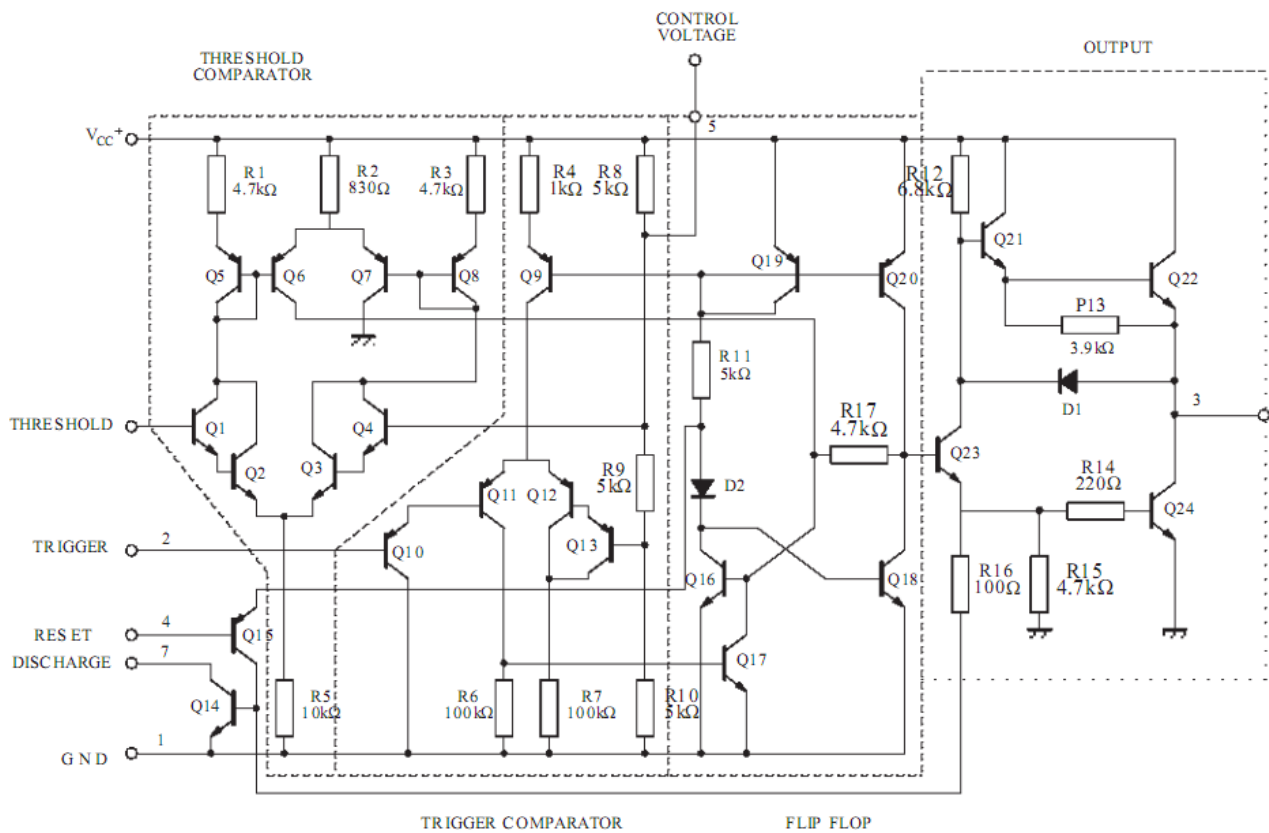 CONTROL
VOLTAGE
OUTPUT
THRESHOLD
COMPARATOR
5
VCC+
R1
4.7kΩ
R2
830Ω
R3
4.7kΩ
R4
1kΩ
R8
5kΩ
R12
6.8kΩ
Q5
Q6
Q7
Q8
Q9
Q19
Q20
Q21
Q22
P13
3.9kΩ
R11
5kΩ
D1
3
THRESHOLD
Q1
Q2
Q3
Q4
R17
4.7kΩ
R9
5kΩ
Q23
Q11
Q12
D2
R14
220Ω
Q24
TRIGGER
2
Q10
Q13
Q16
Q18
R16
100Ω
R15
4.7kΩ
RESET
4
Q15
DISCHARGE
7
Q17
Q14
R5
10kΩ
R6
100kΩ
R7
100kΩ
R10
5kΩ
GND
1
TRIGGER COMPARATOR
FLIP FLOP